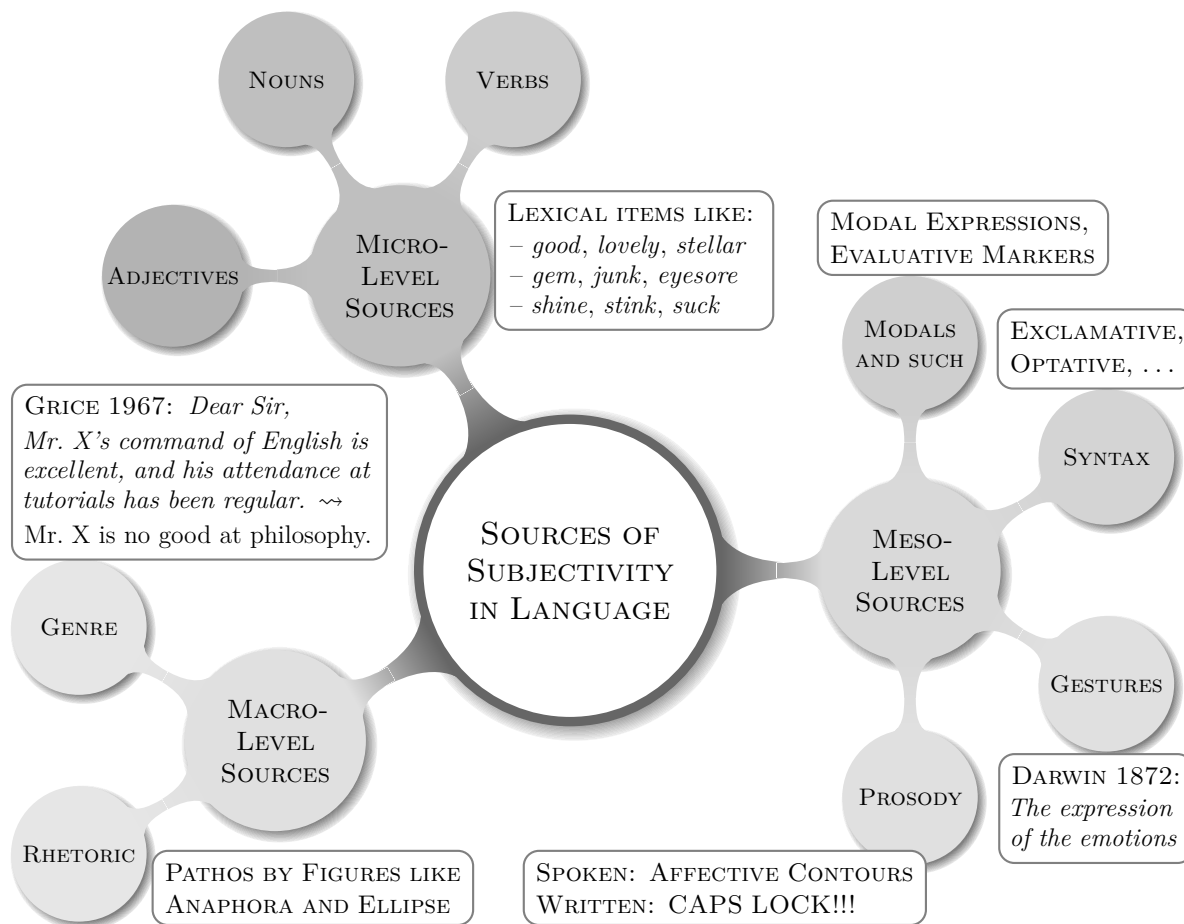 NOUNS
VERBS
ADJECTIVES
MICRO-
LEVEL
SOURCES
LEXICAL ITEMS LIKE:
– good, lovely, stellar
– gem, junk, eyesore
– shine, stink, suck
MODAL EXPRESSIONS,
EVALUATIVE MARKERS
MODALS
AND SUCH
EXCLAMATIVE,
OPTATIVE, . . .
SYNTAX
GRICE 1967: Dear Sir,
Mr. X's command of English is
excellent, and his attendance at
tutorials has been regular. ⇝
Mr. X is no good at philosophy.
SOURCES OF
SUBJECTIVITY
IN LANGUAGE
MESO-
LEVEL
SOURCES
GENRE
MACRO-
LEVEL
SOURCES
RHETORIC
PATHOS BY FIGURES LIKE
ANAPHORA AND ELLIPSE
GESTURES
DARWIN 1872:
The expression
of the emotions
PROSODY
SPOKEN: AFFECTIVE CONTOURS
WRITTEN: CAPS LOCK!!!